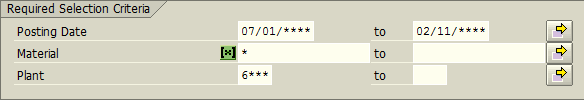 Required Selection Criteria
Posting Date 07/01/**** to 02/11/****
Material * to
Plant 6*** to